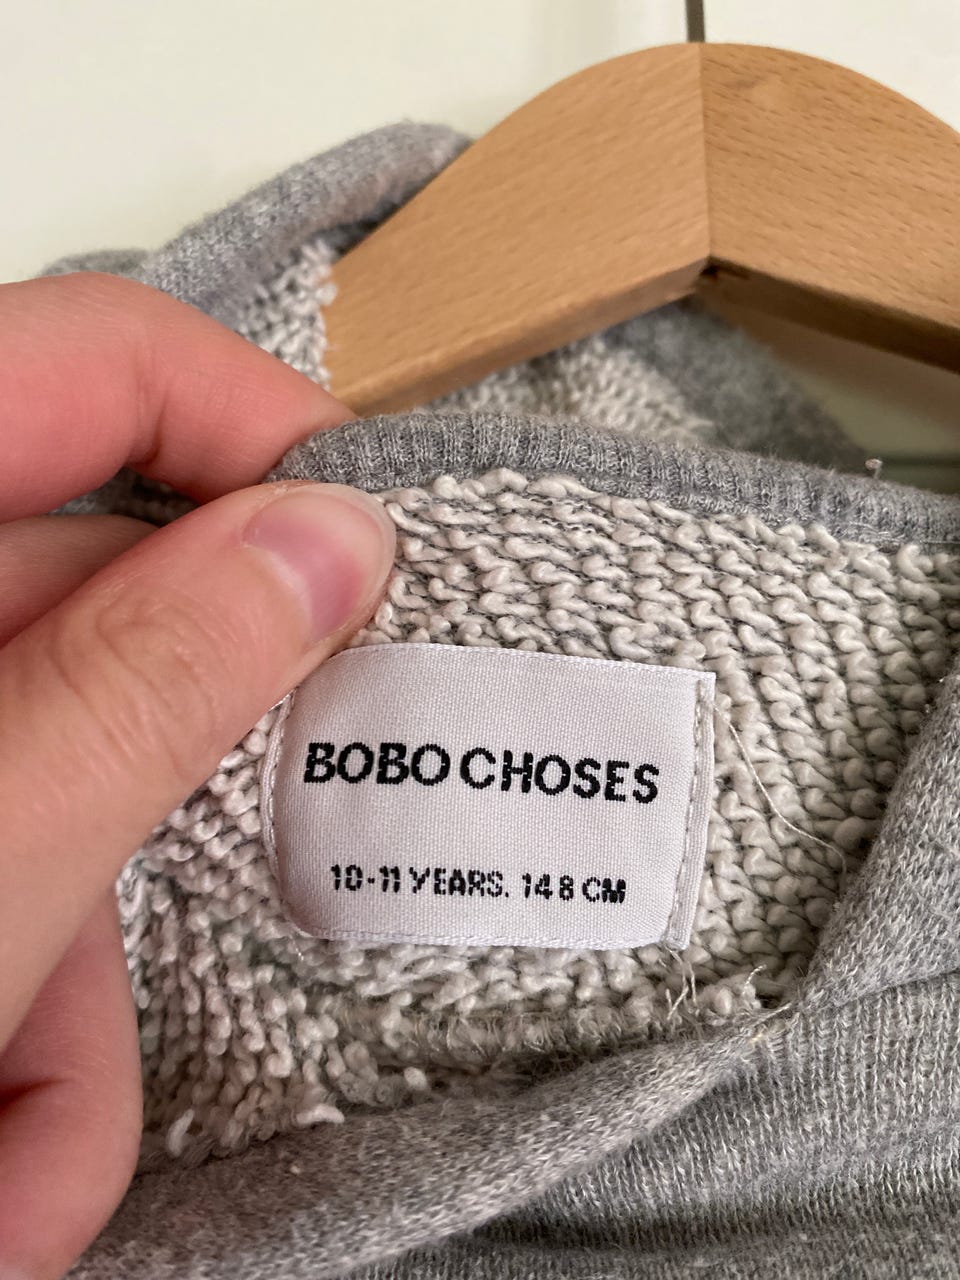 BOBO CHOSES
10-11 YEARS. 148 CM